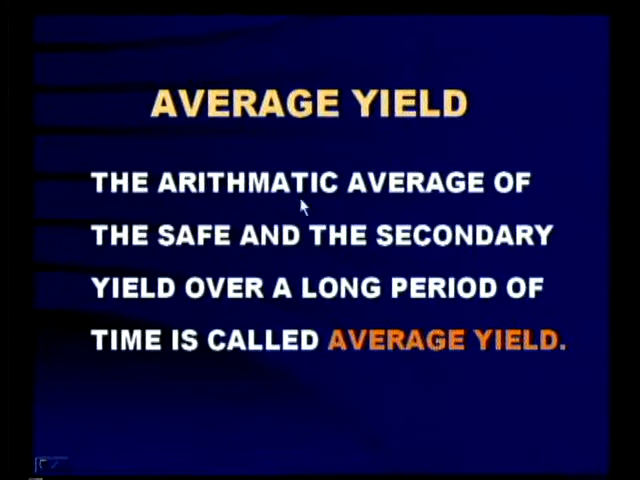 AVERAGE YIELD
THE ARITHMATIC AVERAGE OF
THE SAFE AND THE SECONDARY
YIELD OVER A LONG PERIOD OF
TIME IS CALLED AVERAGE YIELD.